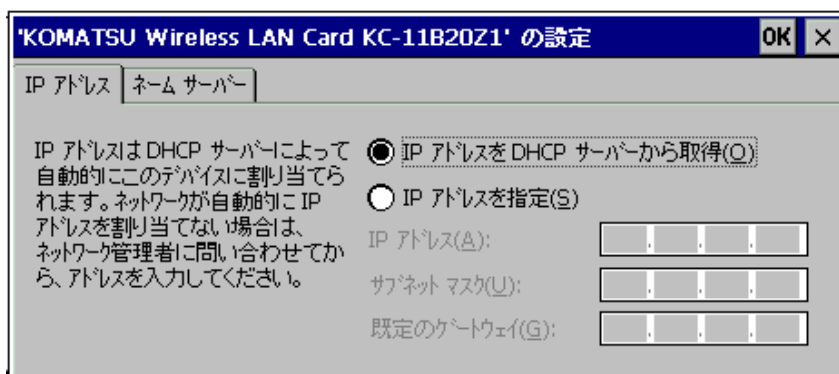 'KOMATSU Wireless LAN Card KC-11B20Z1' の設定 OK ×
IP アドレス ネーム サーバー
IP アドレスは DHCP サーバーによって
自動的にこのデバイスに割り当てら
れます。ネットワークが自動的に IP
アドレスを割り当てない場合は、
ネットワーク管理者に問い合わせてか
ら、アドレスを入力してください。
IP アドレスを DHCP サーバーから取得(O)
IP アドレスを指定(S)
IP アドレス(A):
サブネット マスク(U):
既定のゲートウェイ(G):